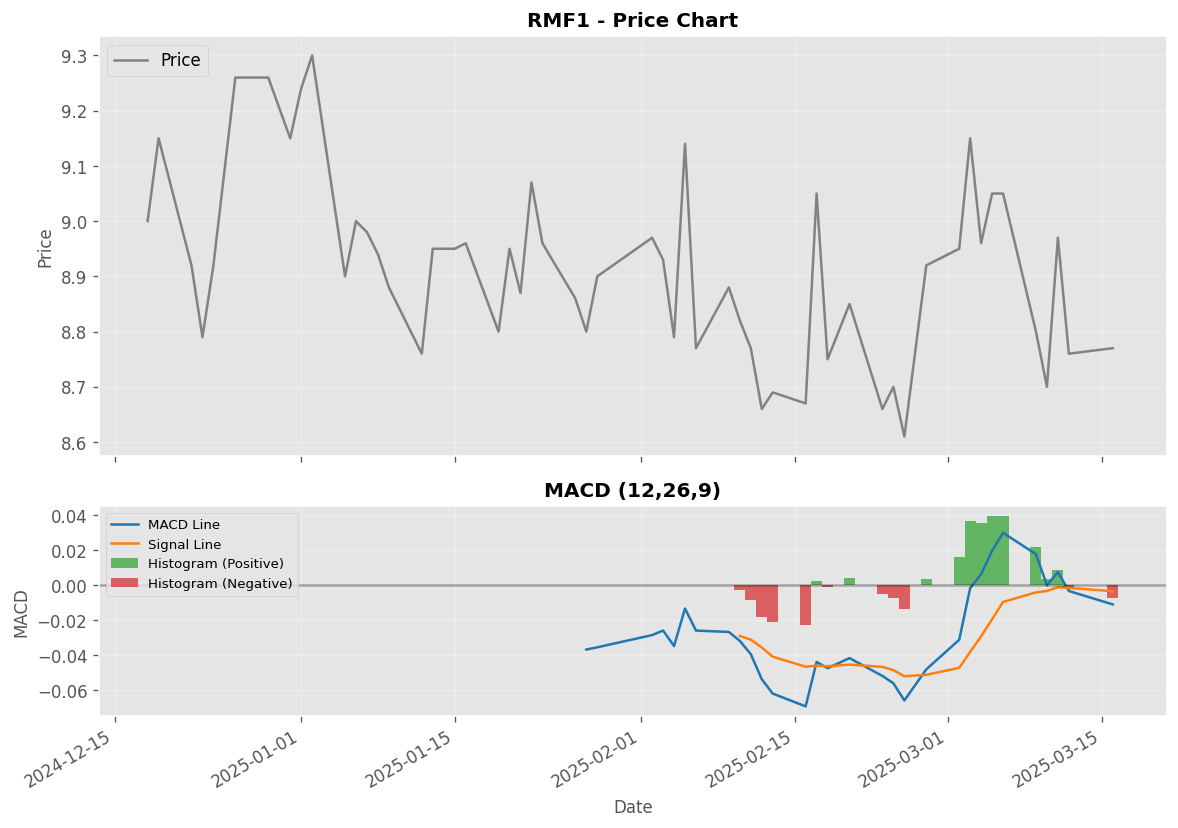 RMF1 - Price Chart
Price
9.3
9.2
9.1
9.0
8.9
8.8
8.7
8.6
Price
MACD (12,26,9)
MACD Line
Signal Line
Histogram (Positive)
Histogram (Negative)
0.04
0.02
0.00
−0.02
−0.04
−0.06
MACD
2024-12-15
2025-01-01
2025-01-15
2025-02-01
2025-02-15
2025-03-01
2025-03-15
Date